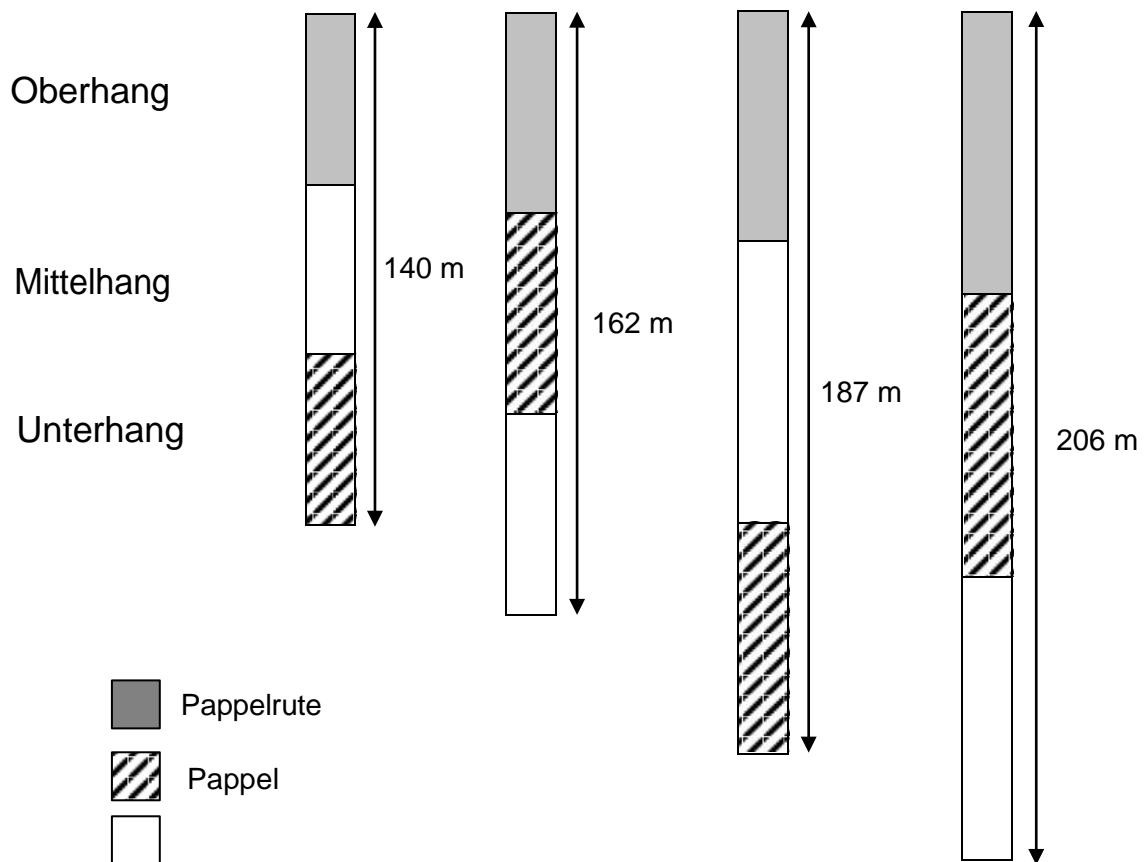 Oberhang
Mittelhang
Unterhang
140 m
162 m
187 m
206 m
Pappelrute
Pappel